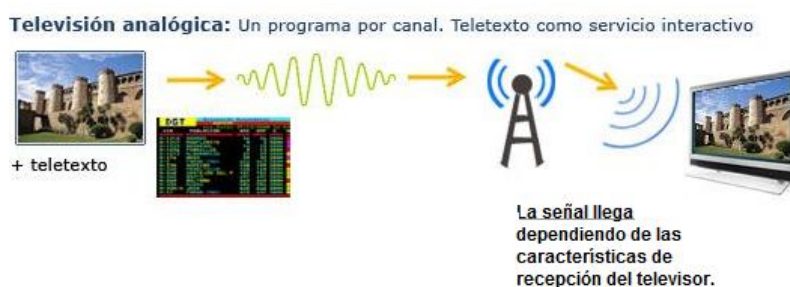 Televisión analógica: Un programa por canal. Teletexto como servicio interactivo
DGT
+ teletexto
La señal llega
dependiendo de las
características de
recepción del televisor.